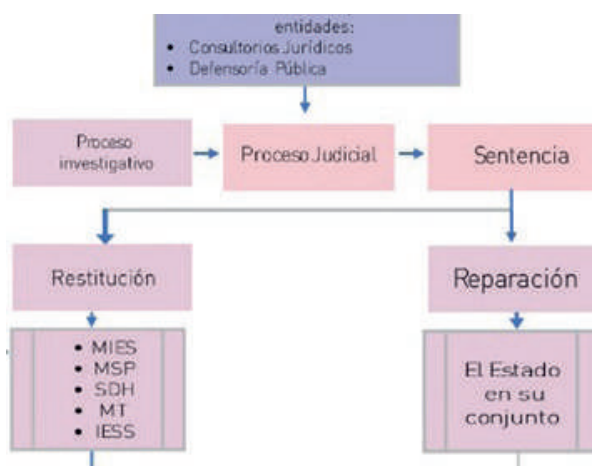 entidades:
• Consultorios Jurídicos
• Defensoría Pública
Proceso
investigativo
Proceso Judicial
Sentencia
Restitución
Reparación
• MIES
• MSP
• SDH
• MT
• IESS
El Estado
en su
conjunto